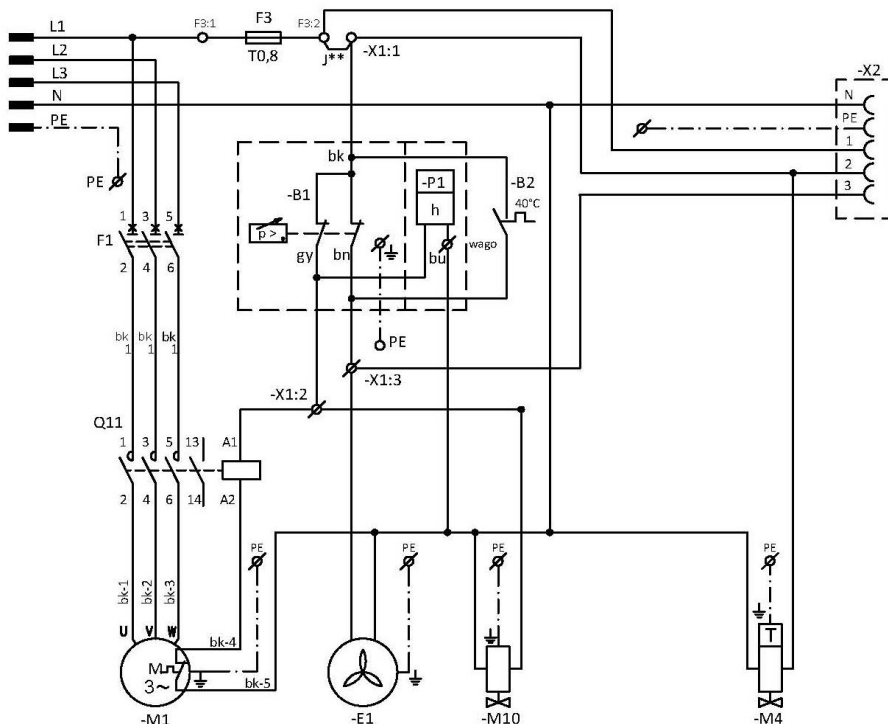 L1
F3:1
F3
F3:2
T0,8
J**
-X1:1
L2
L3
N
PE
-X2
N
PE
1
2
3
PE
bk
-B1
-P1
h
-B2
40°C
p >
gy
bn
bu
wago
1 3 5
F1
2 4 6
PE
bk 1
bk 1
bk 1
-X1:3
-X1:2
Q11
1 3 5 13 A1
2 4 6 14 A2
PE
PE
PE
PE
bk-1
bk-2
bk-3
U V W
bk-4
M
3~
bk-5
T
-M1
-E1
-M10
-M4